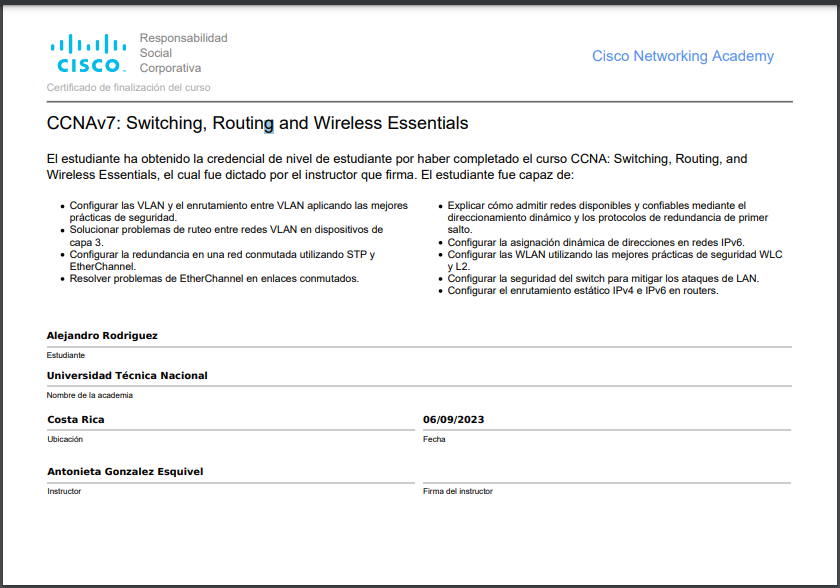 CISCO
Responsabilidad
Social
Corporativa
Cisco Networking Academy
Certificado de finalización del curso
CCNAv7: Switching, Routing and Wireless Essentials
El estudiante ha obtenido la credencial de nivel de estudiante por haber completado el curso CCNA: Switching, Routing, and
Wireless Essentials, el cual fue dictado por el instructor que firma. El estudiante fue capaz de:
• Configurar las VLAN y el enrutamiento entre VLAN aplicando las mejores
prácticas de seguridad.
• Solucionar problemas de ruteo entre redes VLAN en dispositivos de
capa 3.
• Configurar la redundancia en una red conmutada utilizando STP y
EtherChannel.
• Resolver problemas de EtherChannel en enlaces conmutados.
• Explicar cómo admitir redes disponibles y confiables mediante el
direccionamiento dinámico y los protocolos de redundancia de primer
salto.
• Configurar la asignación dinámica de direcciones en redes IPv6.
• Configurar las WLAN utilizando las mejores prácticas de seguridad WLC
y L2.
• Configurar la seguridad del switch para mitigar los ataques de LAN.
• Configurar el enrutamiento estático IPv4 e IPv6 en routers.
Alejandro Rodriguez
Estudiante
Universidad Técnica Nacional
Nombre de la academia
Costa Rica
Ubicación
06/09/2023
Fecha
Antonieta Gonzalez Esquivel
Instructor
Firma del instructor